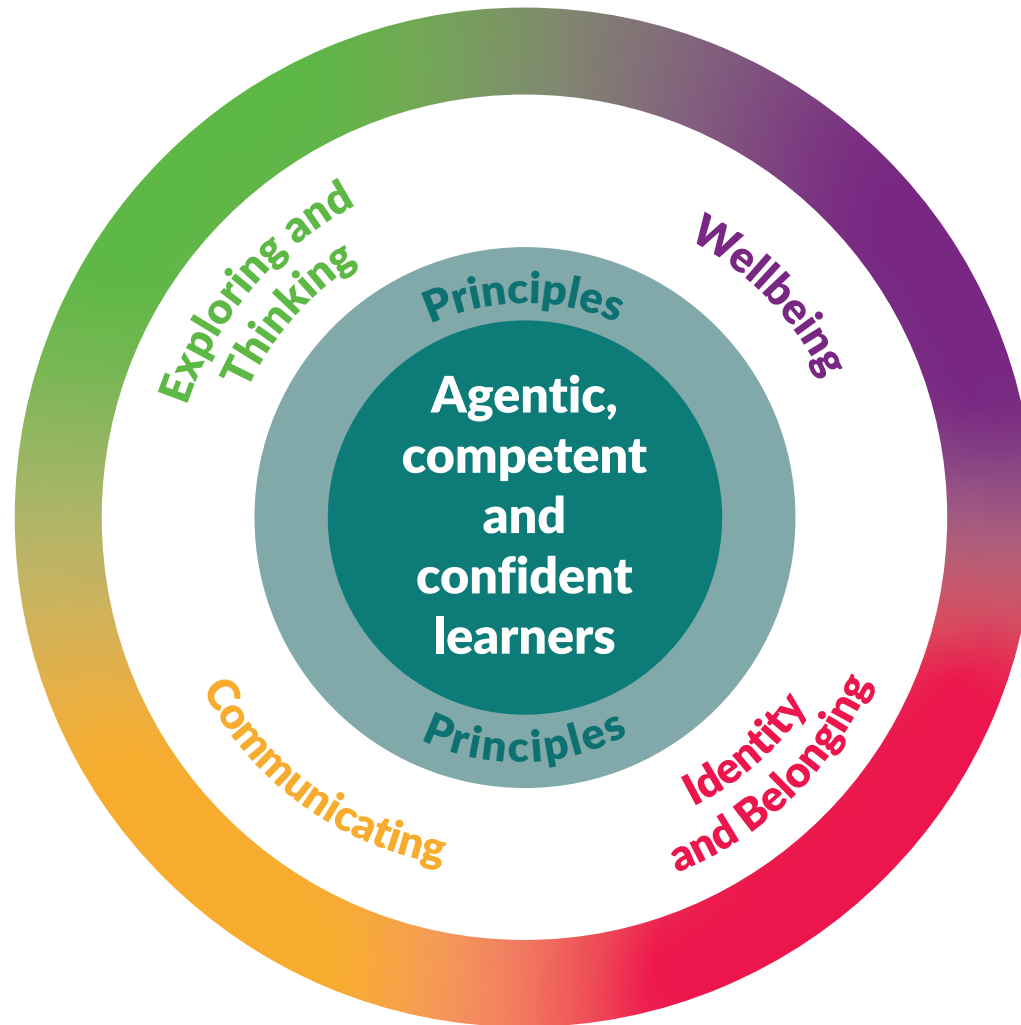 Exploring and
Thinking
Wellbeing
Principles
Agentic,
competent
and
confident
learners
Principles
Communicating
Identity
and Belonging